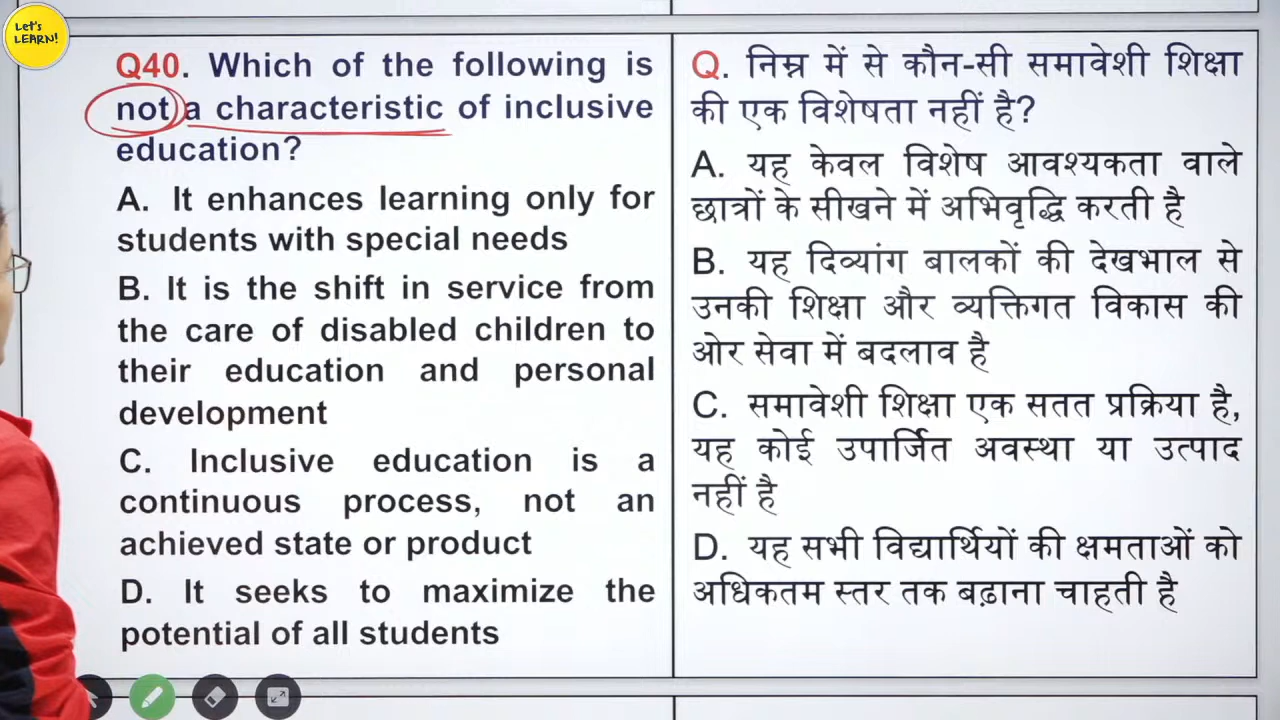 Let's
LEARN!
Q40. Which of the following is
not a characteristic of inclusive
education?
A. It enhances learning only for
students with special needs
B. It is the shift in service from
the care of disabled children to
their education and personal
development
C. Inclusive education is a
continuous process, not an
achieved state or product
D. It seeks to maximize the
potential of all students
Q. निम्न में से कौन-सी समावेशी शिक्षा
की एक विशेषता नहीं है?
A. यह केवल विशेष आवश्यकता वाले
छात्रों के सीखने में अभिवृद्धि करती है
B. यह दिव्यांग बालकों की देखभाल से
उनकी शिक्षा और व्यक्तिगत विकास की
ओर सेवा में बदलाव है
C. समावेशी शिक्षा एक सतत प्रक्रिया है,
यह कोई उपार्जित अवस्था या उत्पाद
नहीं है
D. यह सभी विद्यार्थियों की क्षमताओं को
अधिकतम स्तर तक बढ़ाना चाहती है